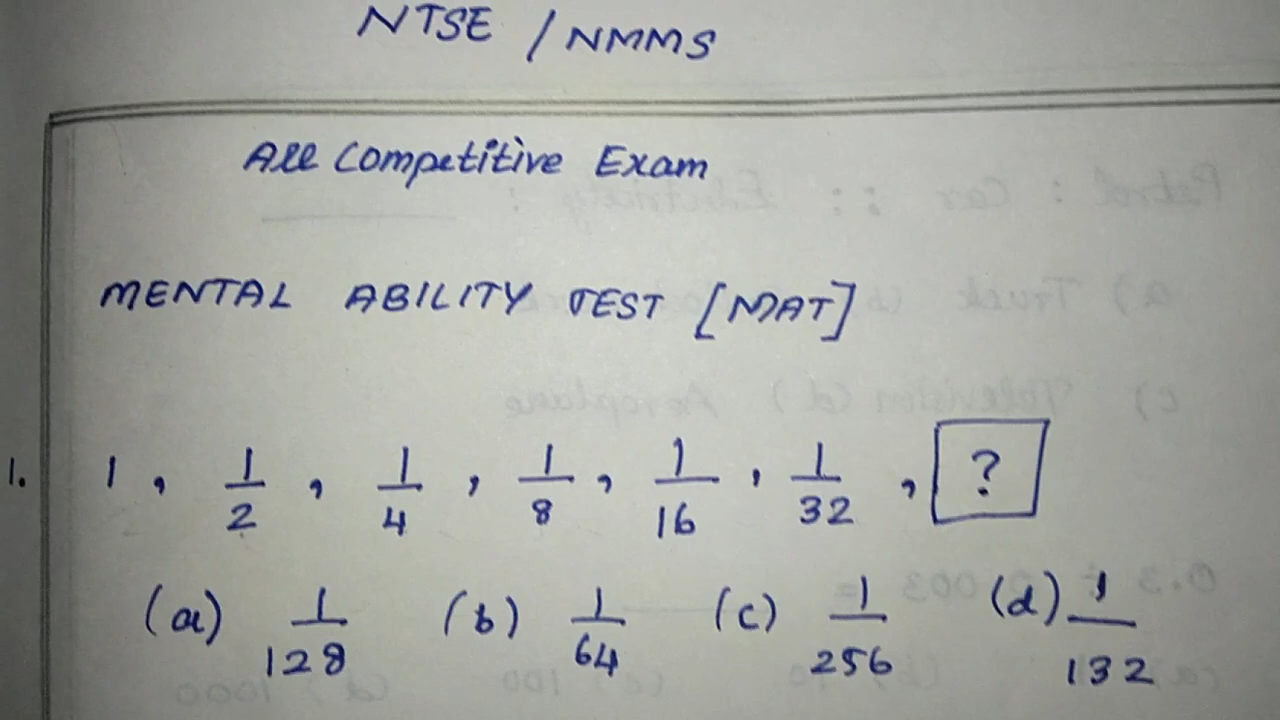 NTSE / NMMS
All Competitive Exam
MENTAL ABILITY TEST [MAT]
1. 1 , 1/2 , 1/4 , 1/8 , 1/16 , 1/32 , ?
(a) 1/128 (b) 1/64 (c) 1/256 (d) 1/132